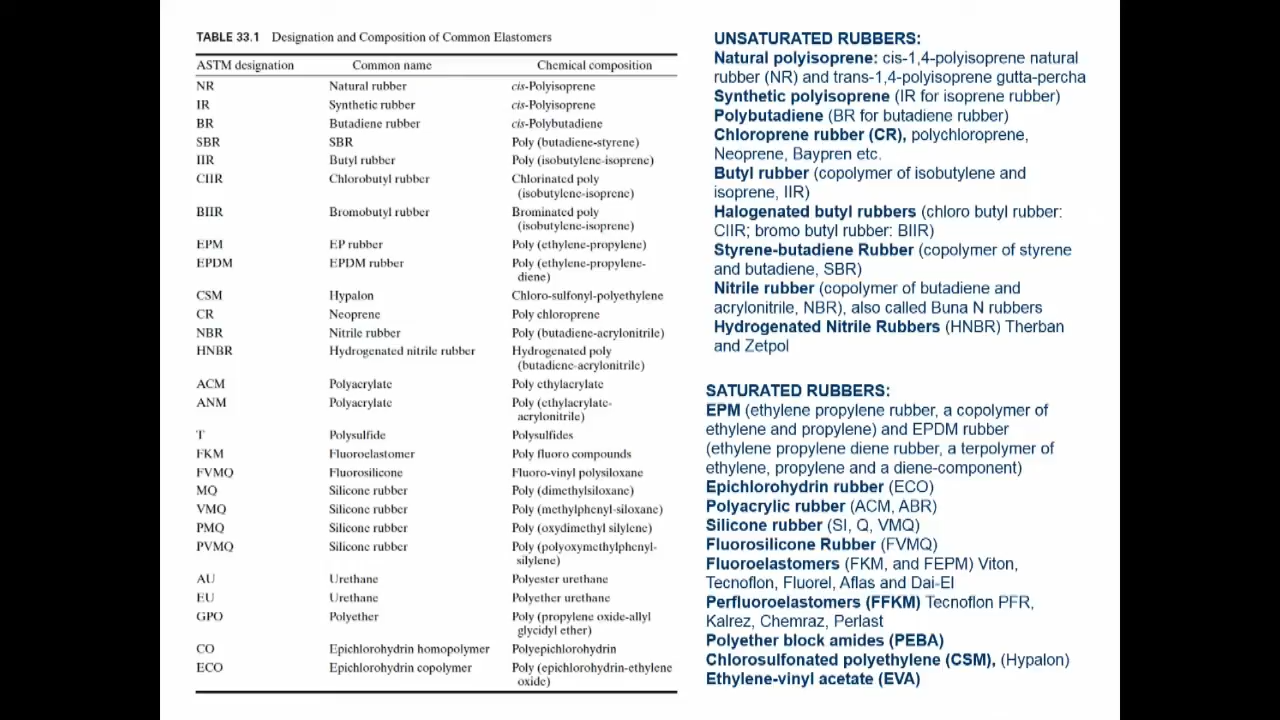 TABLE 33.1 Designation and Composition of Common Elastomers
ASTM designation Common name Chemical composition
NR Natural rubber cis-Polyisoprene
IR Synthetic rubber cis-Polyisoprene
BR Butadiene rubber cis-Polybutadiene
SBR SBR Poly (butadiene-styrene)
IIR Butyl rubber Poly (isobutylene-isoprene)
CIIR Chlorobutyl rubber Chlorinated poly
(isobutylene-isoprene)
BIIR Bromobutyl rubber Brominated poly
(isobutylene-isoprene)
EPM EP rubber Poly (ethylene-propylene)
EPDM EPDM rubber Poly (ethylene-propylene-
diene)
CSM Hypalon Chloro-sulfonyl-polyethylene
CR Neoprene Poly chloroprene
NBR Nitrile rubber Poly (butadiene-acrylonitrile)
HNBR Hydrogenated nitrile rubber Hydrogenated poly
(butadiene-acrylonitrile)
ACM Polyacrylate Poly ethylacrylate
ANM Polyacrylate Poly (ethylacrylate-
acrylonitrile)
T Polysulfide Polysulfides
FKM Fluoroelastomer Poly fluoro compounds
FVMQ Fluorosilicone Fluoro-vinyl polysiloxane
MQ Silicone rubber Poly (dimethylsiloxane)
VMQ Silicone rubber Poly (methylphenyl-siloxane)
PMQ Silicone rubber Poly (oxydimethyl silylene)
PVMQ Silicone rubber Poly (polyoxymethylphenyl-
silylene)
AU Urethane Polyester urethane
EU Urethane Polyether urethane
GPO Polyether Poly (propylene oxide-allyl
glycidyl ether)
CO Epichlorohydrin homopolymer Polyepichlorohydrin
ECO Epichlorohydrin copolymer Poly (epichlorohydrin-ethylene
oxide)
UNSATURATED RUBBERS:
Natural polyisoprene: cis-1,4-polyisoprene natural
rubber (NR) and trans-1,4-polyisoprene gutta-percha
Synthetic polyisoprene (IR for isoprene rubber)
Polybutadiene (BR for butadiene rubber)
Chloroprene rubber (CR), polychloroprene,
Neoprene, Baypren etc.
Butyl rubber (copolymer of isobutylene and
isoprene, IIR)
Halogenated butyl rubbers (chloro butyl rubber:
CIIR; bromo butyl rubber: BIIR)
Styrene-butadiene Rubber (copolymer of styrene
and butadiene, SBR)
Nitrile rubber (copolymer of butadiene and
acrylonitrile, NBR), also called Buna N rubbers
Hydrogenated Nitrile Rubbers (HNBR) Therban
and Zetpol
SATURATED RUBBERS:
EPM (ethylene propylene rubber, a copolymer of
ethylene and propylene) and EPDM rubber
(ethylene propylene diene rubber, a terpolymer of
ethylene, propylene and a diene-component)
Epichlorohydrin rubber (ECO)
Polyacrylic rubber (ACM, ABR)
Silicone rubber (SI, Q, VMQ)
Fluorosilicone Rubber (FVMQ)
Fluoroelastomers (FKM, and FEPM) Viton,
Tecnoflon, Fluorel, Aflas and Dai-El
Perfluoroelastomers (FFKM) Tecnoflon PFR,
Kalrez, Chemraz, Perlast
Polyether block amides (PEBA)
Chlorosulfonated polyethylene (CSM), (Hypalon)
Ethylene-vinyl acetate (EVA)